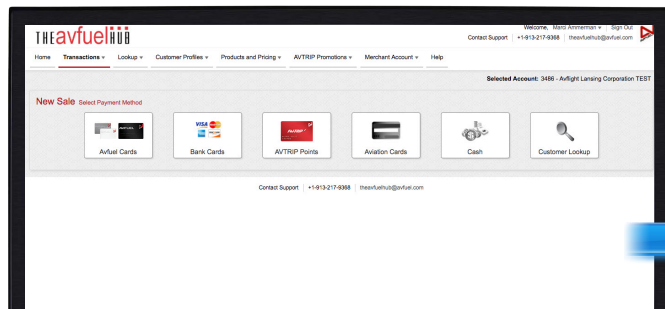 THEavfuelHUB
Welcome, Marci Ammerman Sign Out
Contact Support +1-913-217-9368 theavfuelhub@avfuel.com
Home Transactions Lookup Customer Profiles Products and Pricing AVTRIP Promotions Merchant Account Help
Selected Account: 3486 - Avflight Lansing Corporation TEST
New Sale Select Payment Method
VISA
AVTRIP
Avfuel Cards Bank Cards AVTRIP Points Aviation Cards Cash Customer Lookup
Contact Support +1-913-217-9368 theavfuelhub@avfuel.com